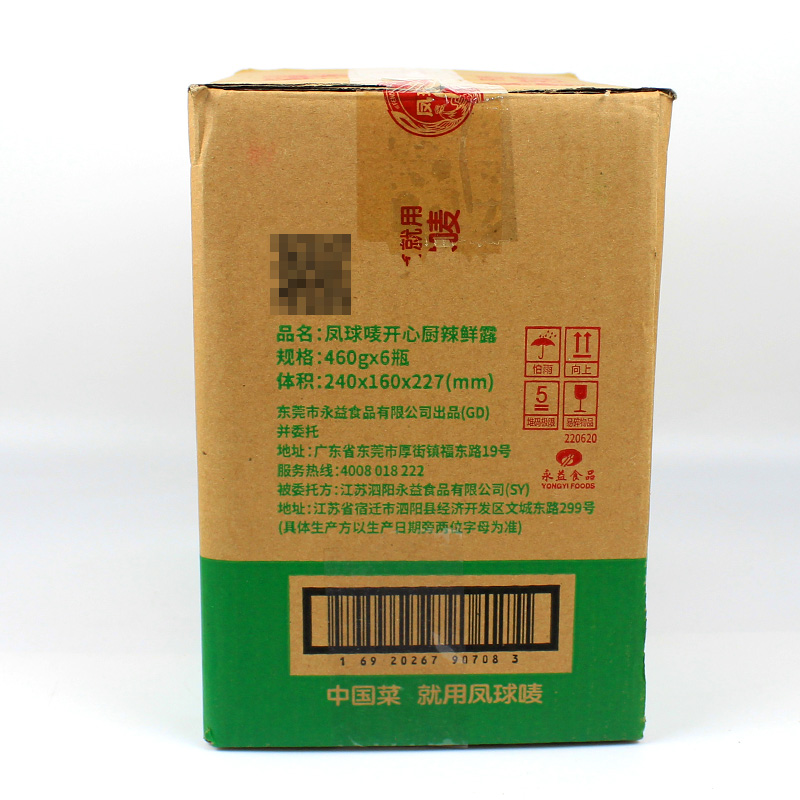 凤球
就用
唛
品名:凤球唛开心厨辣鲜露
规格:460gx6瓶
体积:240x160x227(mm)
怕雨
向上
5
堆码极限
易碎物品
220620
东莞市永益食品有限公司出品(GD)
并委托
地址:广东省东莞市厚街镇福东路19号
服务热线:4008 018 222
被委托方:江苏泗阳永益食品有限公司(SY)
地址:江苏省宿迁市泗阳县经济开发区文城东路299号
(具体生产方以生产日期旁两位字母为准)
永益食品
YONGYI FOODS
1 69 20267 90708 3
中国菜 就用凤球唛